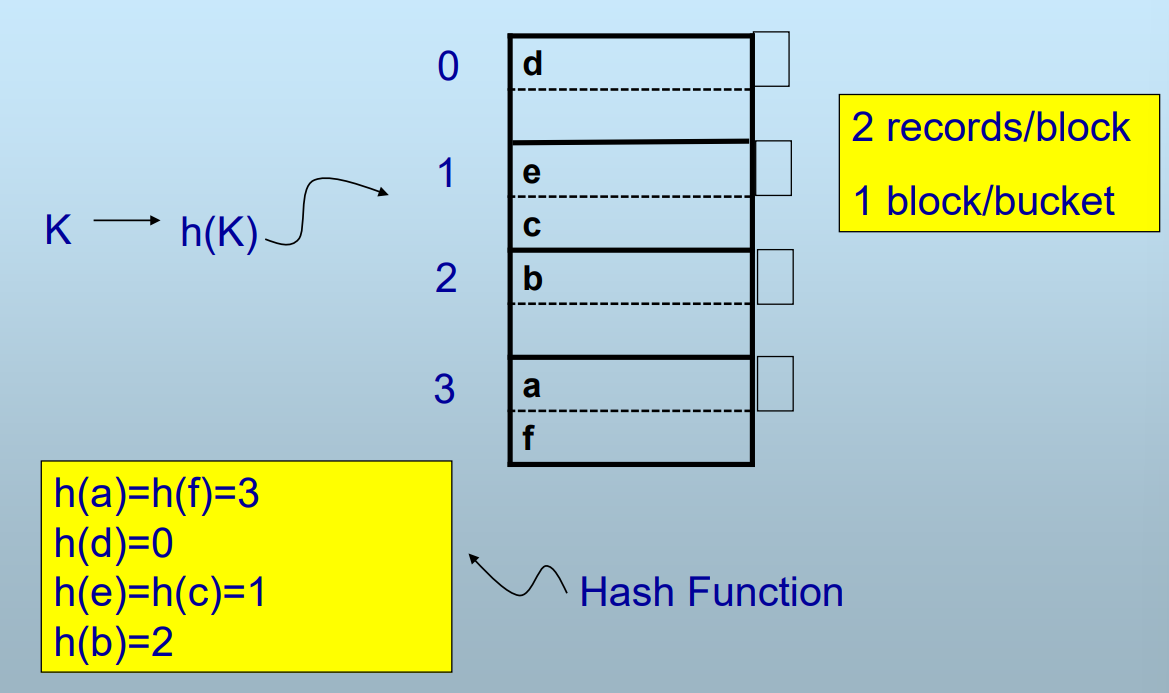 0
d
1
e
c
2
b
3
a
f
K
h(K)
2 records/block
1 block/bucket
h(a)=h(f)=3
h(d)=0
h(e)=h(c)=1
h(b)=2
Hash Function